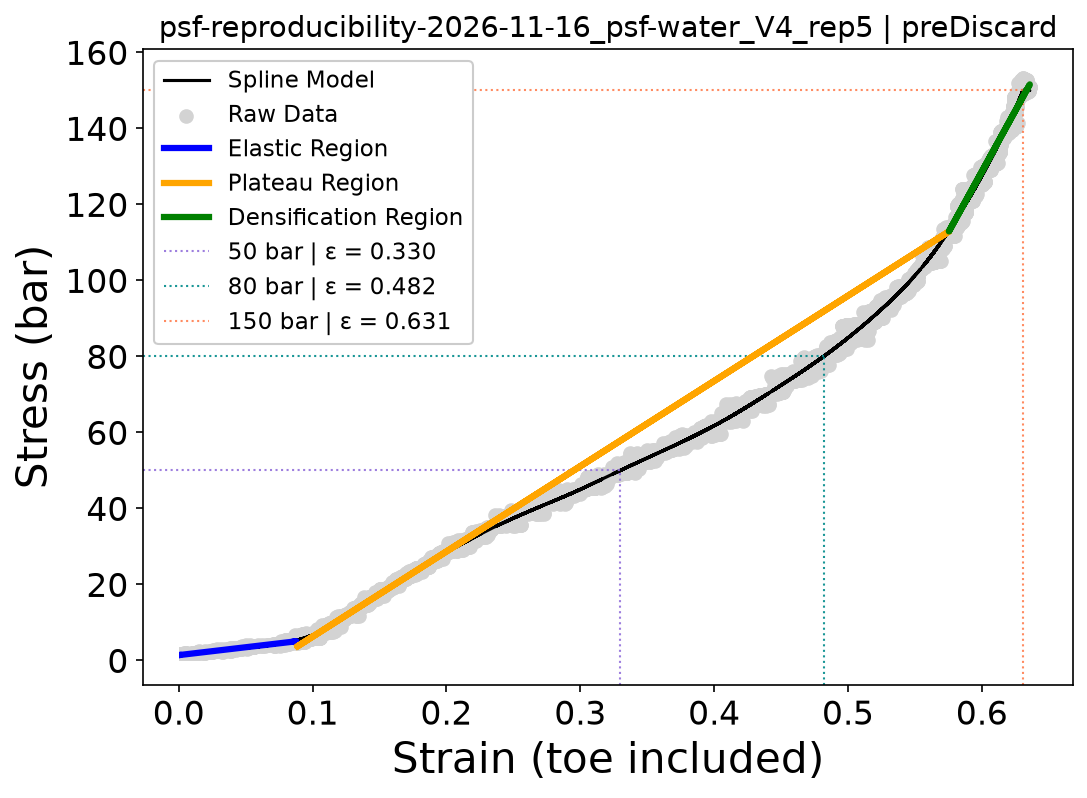 psf-reproducibility-2026-11-16_psf-water_V4_rep5 | preDiscard
Stress (bar)
160
140
120
100
80
60
40
20
0
Spline Model
Raw Data
Elastic Region
Plateau Region
Densification Region
50 bar | ε = 0.330
80 bar | ε = 0.482
150 bar | ε = 0.631
0.0 0.1 0.2 0.3 0.4 0.5 0.6
Strain (toe included)